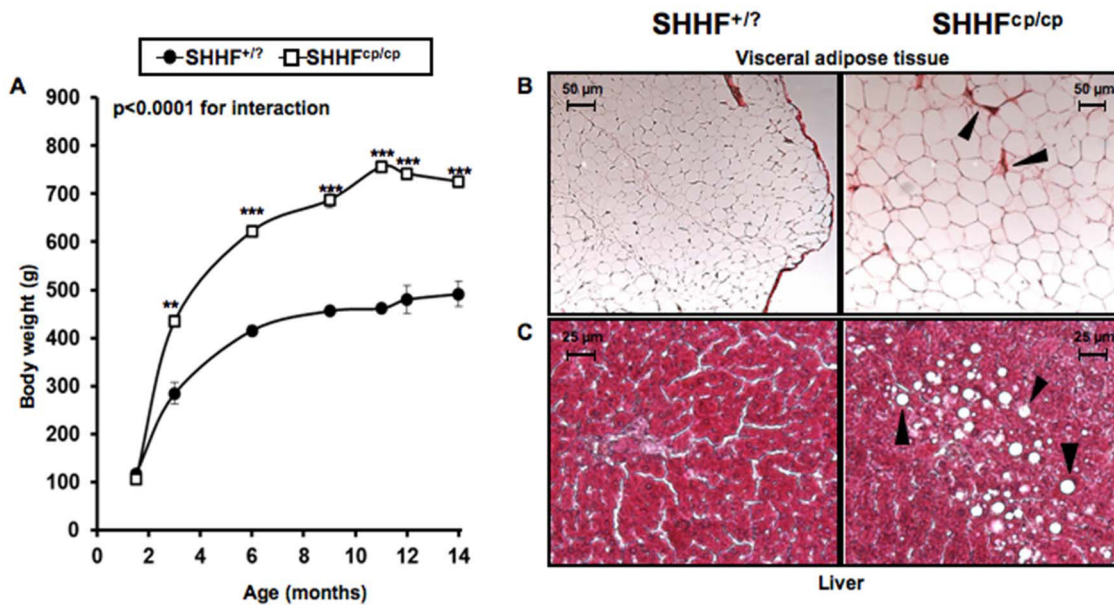 SHHF+/? SHHFcp/cp
SHHF+/? SHHFcp/cp
Visceral adipose tissue
A
p<0.0001 for interaction
900
800
700
600
500
400
300
200
100
0
Body weight (g)
** *** *** *** *** ***
0 2 4 6 8 10 12 14
Age (months)
B
50 µm 50 µm
C
25 µm 25 µm
Liver